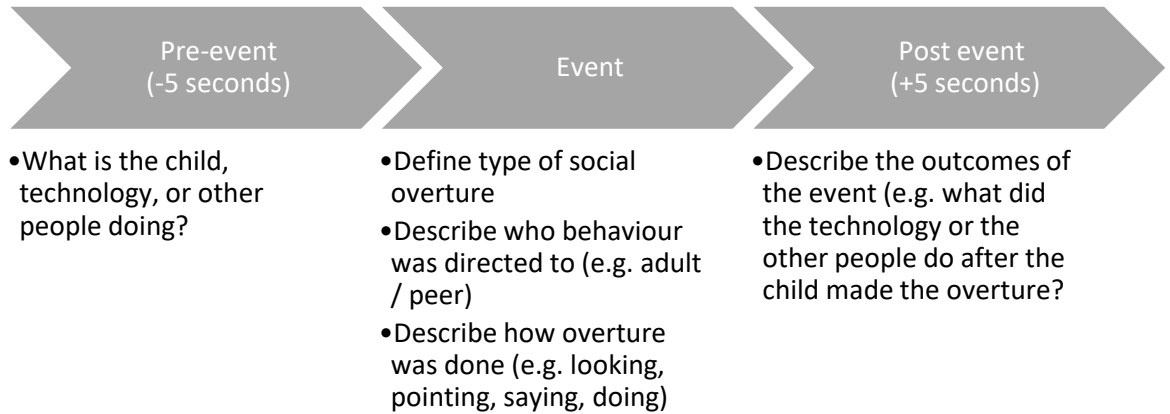 Pre-event
(-5 seconds)
•What is the child,
technology, or other
people doing?
Event
•Define type of social
overture
•Describe who behaviour
was directed to (e.g. adult
/ peer)
•Describe how overture
was done (e.g. looking,
pointing, saying, doing)
Post event
(+5 seconds)
•Describe the outcomes of
the event (e.g. what did
the technology or the
other people do after the
child made the overture?